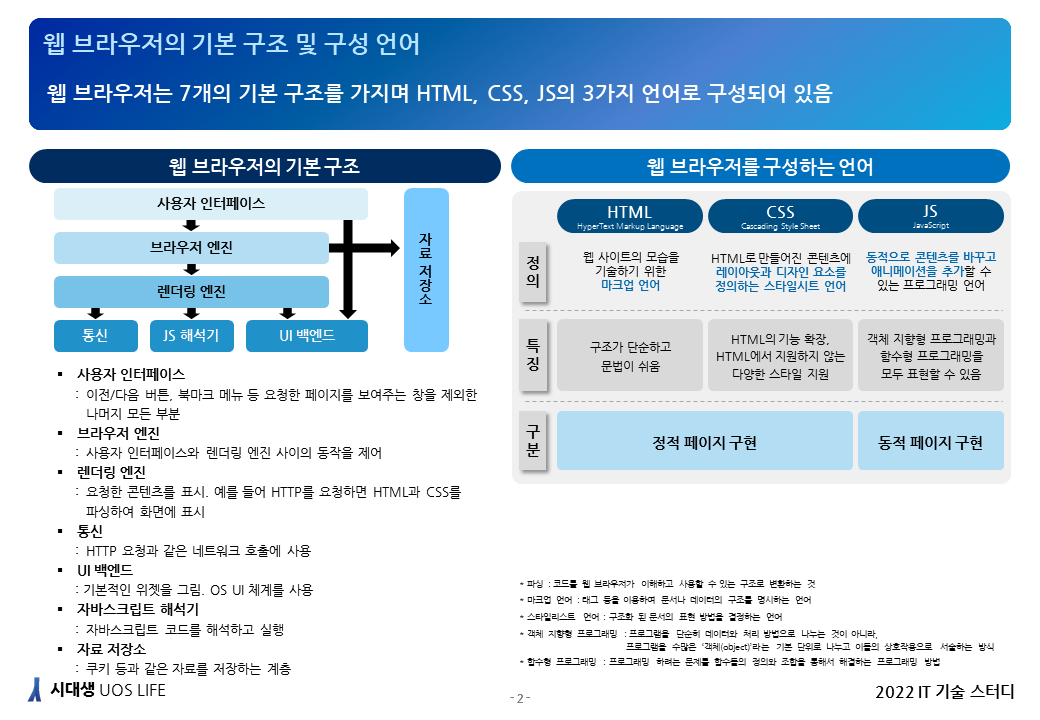 웹 브라우저의 기본 구조 및 구성 언어
웹 브라우저는 7개의 기본 구조를 가지며 HTML, CSS, JS의 3가지 언어로 구성되어 있음
웹 브라우저의 기본 구조
사용자 인터페이스
브라우저 엔진
렌더링 엔진
통신
JS 해석기
UI 백엔드
자료 저장소
▪ 사용자 인터페이스
: 이전/다음 버튼, 북마크 메뉴 등 요청한 페이지를 보여주는 창을 제외한
나머지 모든 부분
▪ 브라우저 엔진
: 사용자 인터페이스와 렌더링 엔진 사이의 동작을 제어
▪ 렌더링 엔진
: 요청한 콘텐츠를 표시. 예를 들어 HTTP를 요청하면 HTML과 CSS를
파싱하여 화면에 표시
▪ 통신
: HTTP 요청과 같은 네트워크 호출에 사용
▪ UI 백엔드
: 기본적인 위젯을 그림. OS UI 체계를 사용
▪ 자바스크립트 해석기
: 자바스크립트 코드를 해석하고 실행
▪ 자료 저장소
: 쿠키 등과 같은 자료를 저장하는 계층
웹 브라우저를 구성하는 언어
HTML
HyperText Markup Language
CSS
Cascading Style Sheet
JS
JavaScript
정의
웹 사이트의 모습을
기술하기 위한
마크업 언어
HTML로 만들어진 콘텐츠에
레이아웃과 디자인 요소를
정의하는 스타일시트 언어
동적으로 콘텐츠를 바꾸고
애니메이션을 추가할 수
있는 프로그래밍 언어
특징
구조가 단순하고
문법이 쉬움
HTML의 기능 확장,
HTML에서 지원하지 않는
다양한 스타일 지원
객체 지향형 프로그래밍과
함수형 프로그래밍을
모두 표현할 수 있음
구분
정적 페이지 구현
동적 페이지 구현
* 파싱 : 코드를 웹 브라우저가 이해하고 사용할 수 있는 구조로 변환하는 것
* 마크업 언어 : 태그 등을 이용하여 문서나 데이터의 구조를 명시하는 언어
* 스타일리스트 언어 : 구조화 된 문서의 표현 방법을 결정하는 언어
* 객체 지향형 프로그래밍 : 프로그램을 단순히 데이터와 처리 방법으로 나누는 것이 아니라,
프로그램을 수많은 '객체(object)'라는 기본 단위로 나누고 이들의 상호작용으로 서술하는 방식
* 함수형 프로그래밍 : 프로그래밍 하려는 문제를 함수들의 정의와 조합을 통해서 해결하는 프로그래밍 방법
시대생 UOS LIFE
- 2 -
2022 IT 기술 스터디